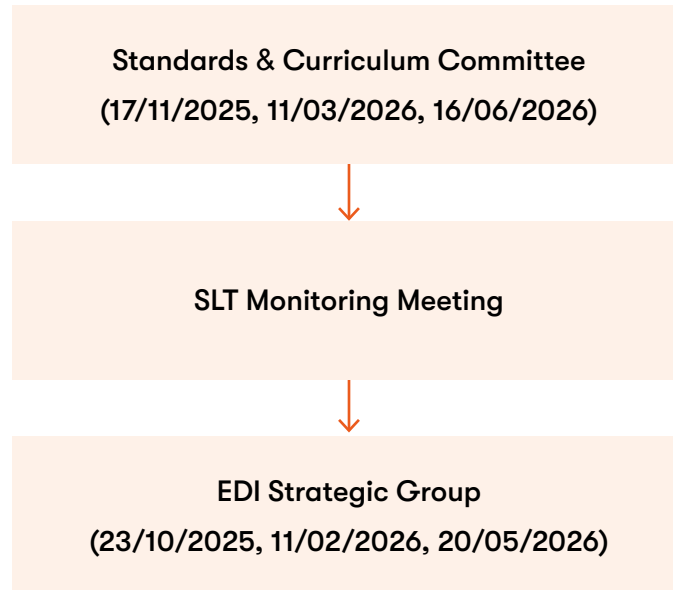 Standards & Curriculum Committee
(17/11/2025, 11/03/2026, 16/06/2026)
SLT Monitoring Meeting
EDI Strategic Group
(23/10/2025, 11/02/2026, 20/05/2026)